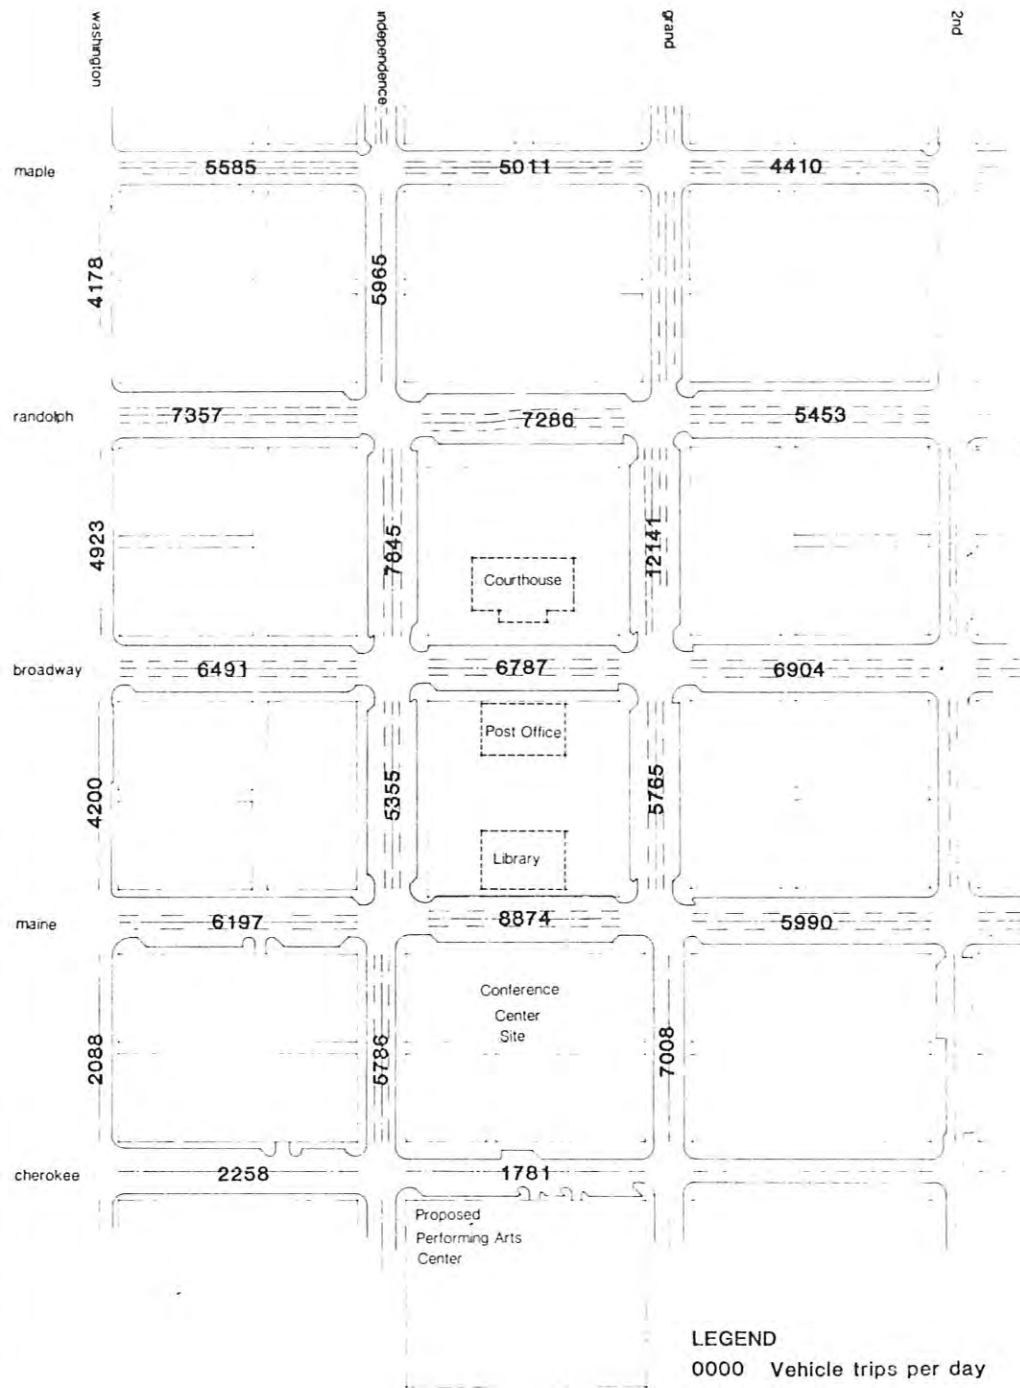 washington
independence
grand
2nd
maple
5585
5011
4410
4178
5965
randolph
7357
7286
5453
4923
7845
12141
Courthouse
broadway
6491
6787
6904
Post Office
4200
5355
5765
Library
maine
6197
8874
5990
Conference
Center
Site
2088
5786
7008
cherokee
2258
1781
Proposed
Performing Arts
Center
LEGEND
0000 Vehicle trips per day